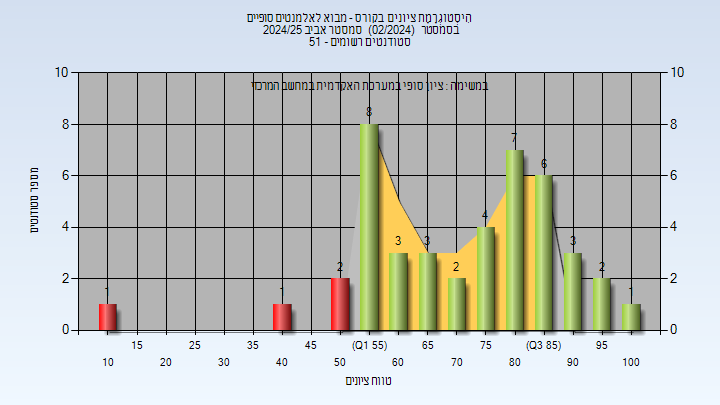 היסטוגרמת ציונים בקורס - מבוא לאלמנטים סופיים
בסמסטר (02/2024) סמסטר אביב 2024/25
סטודנטים רשומים - 51
במשימה : ציון סופי במערכת האקדמית במחשב המרכזי
10 10
8 8
6 6
4 4
2 2
0 0
1 1 2 8 3 3 2 4 7 6 3 2 1
מספר סטודנטים
15 25 35 45 (Q1 55) 65 75 (Q3 85) 95
10 20 30 40 50 60 70 80 90 100
טווח ציונים